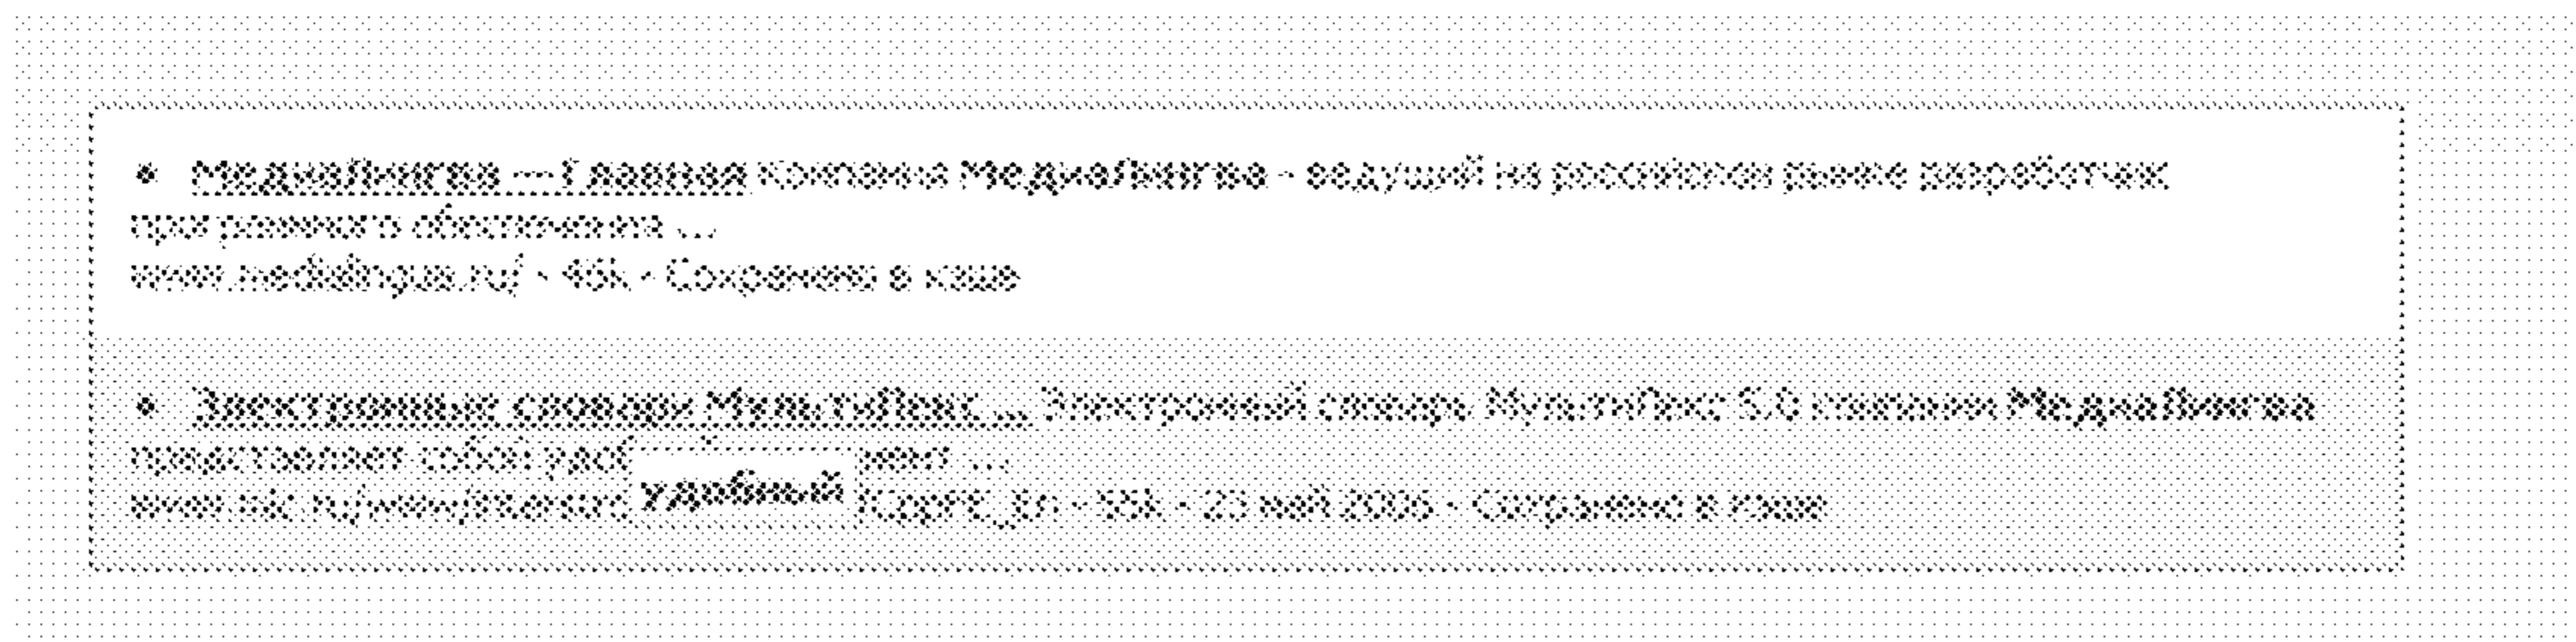 • МедиаЛингва — Главная Компания МедиаЛингва - ведущий на российском рынке разработчик
программного обеспечения ...
www.medialingua.ru/ - 46k - Сохранено в кэше
• Электронные словари МультиЛекс ... Электронный словарь МультиЛекс 5.0 компании МедиаЛингва
представляет собой ...
удобный
55k - 23 май 2006 - Сохранено в кэше